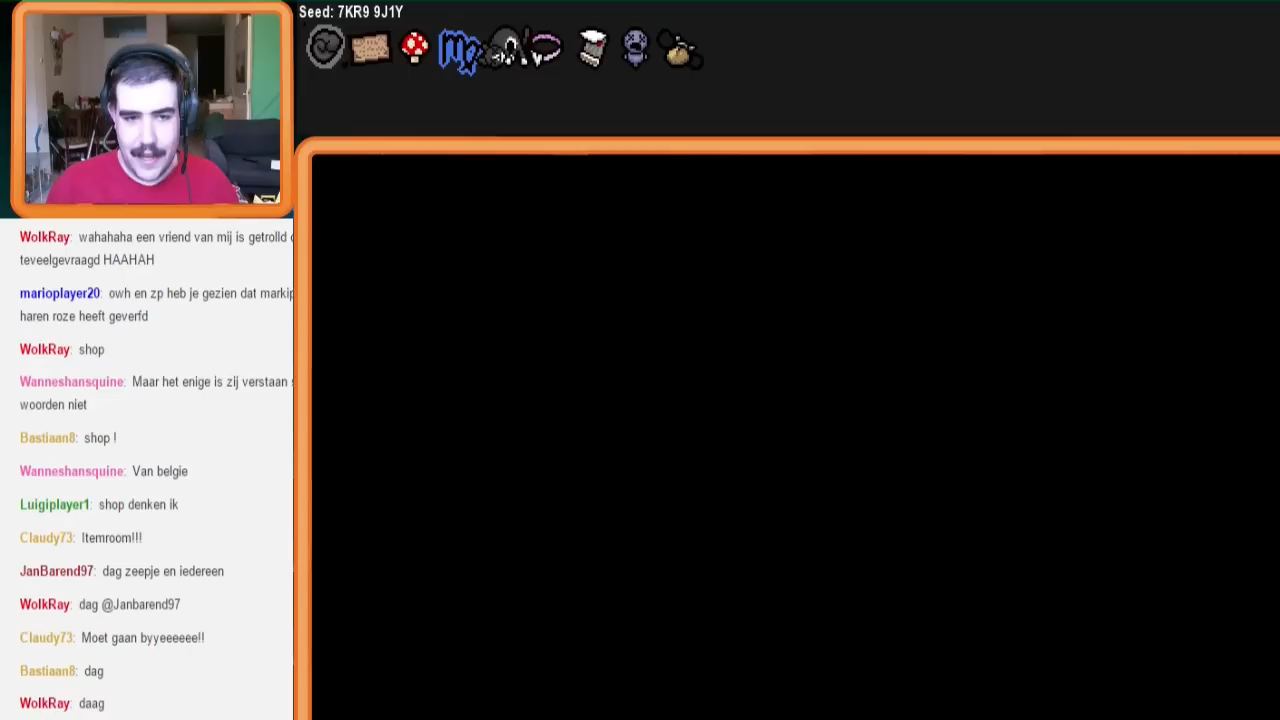 Seed: 7KR9 9J1Y
WolkRay: wahahaha een vriend van mij is getrolld
teveelgevraagd HAAHAH
marioplayer20: owh en zp heb je gezien dat markip
haren roze heeft geverfd
WolkRay: shop
Wanneshansquine: Maar het enige is zij verstaan
woorden niet
Bastiaan8: shop !
Wanneshansquine: Van belgie
Luigiplayer1: shop denken ik
Claudy73: Itemroom!!!
JanBarend97: dag zeepje en iedereen
WolkRay: dag @Janbarend97
Claudy73: Moet gaan byyeeeeee!!
Bastiaan8: dag
WolkRay: daag